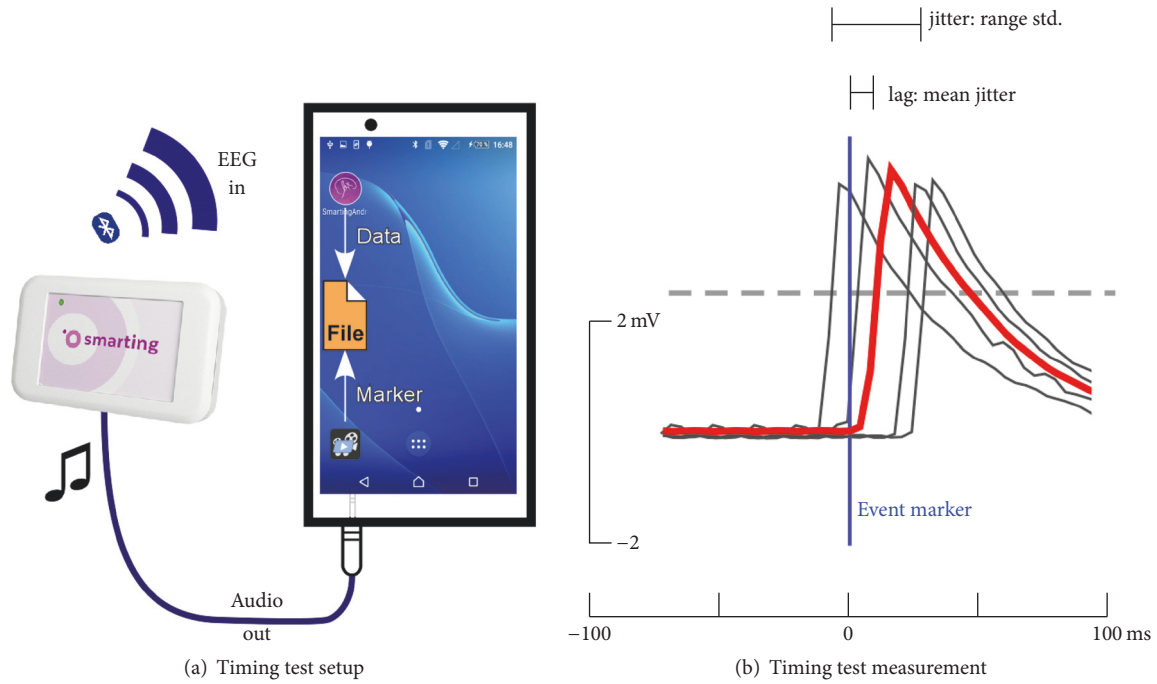 EEG
in
16:48
SmartingAndr
Data
File
Marker
smarting
Audio
out
(a) Timing test setup
jitter: range std.
lag: mean jitter
2 mV
Event marker
−2
−100
0
100 ms
(b) Timing test measurement